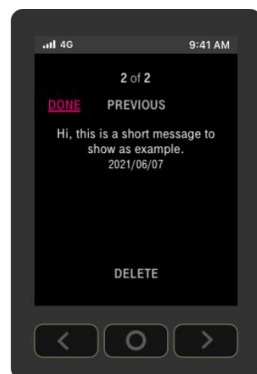 4G 9:41 AM
2 of 2
DONE PREVIOUS
Hi, this is a short message to
show as example.
2021/06/07
DELETE